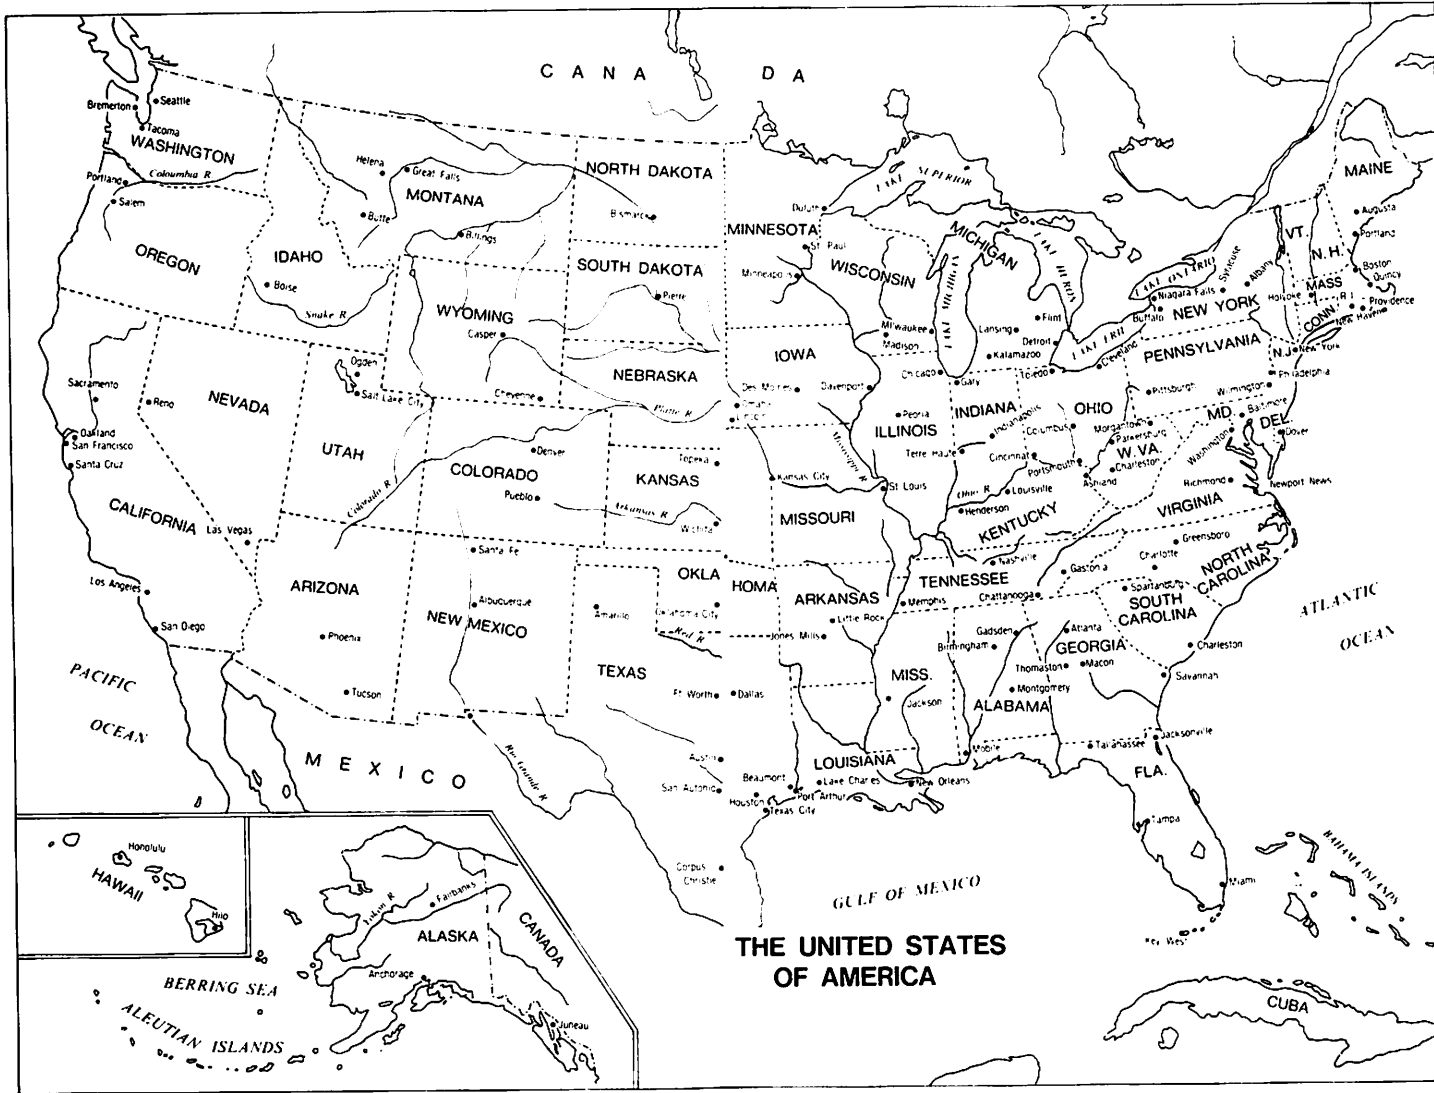 CANADA
Seattle
Bremerton
Tacoma
WASHINGTON
Coloumbia R
Portland
Salem
OREGON
IDAHO
Boise
Snake R
Helena
Great Falls
MONTANA
Butte
Billings
NORTH DAKOTA
Bismarck
SOUTH DAKOTA
Pierre
WYOMING
Casper
Cheyenne
NEBRASKA
Platte R
Omaha
Lincoln
MINNESOTA
Duluth
St. Paul
Minneapolis
WISCONSIN
Milwaukee
Madison
LAKE SUPERIOR
MICHIGAN
LAKE MICHIGAN
LAKE HURON
Lansing
Flint
Detroit
Kalamazoo
IOWA
Des Moines
Davenport
Chicago
Gary
Toledo
LAKE ERIE
Cleveland
LAKE ONTARIO
Niagara Falls
Buffalo
Syracuse
Albany
NEW YORK
MAINE
Augusta
Portland
VT.
N. H.
Boston
Quincy
MASS
Holyoke
R I
Providence
CONN.
New Haven
New York
N.J.
PENNSYLVANIA
Pittsburgh
Philadelphia
Wilmington
MD.
Baltimore
DEL.
Dover
Washington
Sacramento
Reno
NEVADA
Ogden
Salt Lake City
UTAH
Oakland
San Francisco
Santa Cruz
CALIFORNIA
Las Vegas
Los Angeles
San Diego
COLORADO
Denver
Pueblo
Colorado R
KANSAS
Topeka
Arkansas R
Wichita
Kansas City
MISSOURI
St Louis
Mississippi R
Peoria
ILLINOIS
INDIANA
Indianapolis
Terre Haute
OHIO
Columbus
Cincinnat
Portsmouth
Morgantown
Parkersburg
W. VA.
Charleston
Ashland
Ohio R
Louisville
Henderson
KENTUCKY
VIRGINIA
Richmond
Newport News
ARIZONA
Phoenix
Tucson
NEW MEXICO
Santa Fe
Albuquerque
Amarillo
OKLAHOMA
Oklahoma City
Red R
ARKANSAS
Little Rock
Jones Mills
TENNESSEE
Nashville
Memphis
Chattanooga
NORTH CAROLINA
Greensboro
Charlotte
Gastonia
SOUTH CAROLINA
Spartanburg
Charleston
GEORGIA
Atlanta
Macon
Thomaston
Savannah
ALABAMA
Gadsden
Birmingham
Montgomery
Mobile
MISS.
Jackson
LOUISIANA
Lake Charles
New Orleans
TEXAS
Ft Worth
Dallas
Austin
San Antonio
Beaumont
Port Arthur
Houston
Texas City
Corpus
Christie
Rio Grande R
FLA.
Tallahassee
Jacksonville
Tampa
Miami
Key West
PACIFIC
OCEAN
ATLANTIC
OCEAN
MEXICO
GULF OF MEXICO
BAHAMA ISLANDS
CUBA
THE UNITED STATES
OF AMERICA
Honolulu
HAWAII
Hilo
Yukon R
Fairbanks
ALASKA
Anchorage
Juneau
CANADA
BERRING SEA
ALEUTIAN ISLANDS